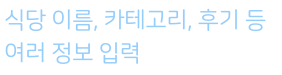 식당 이름, 카테고리, 후기 등
여러 정보 입력